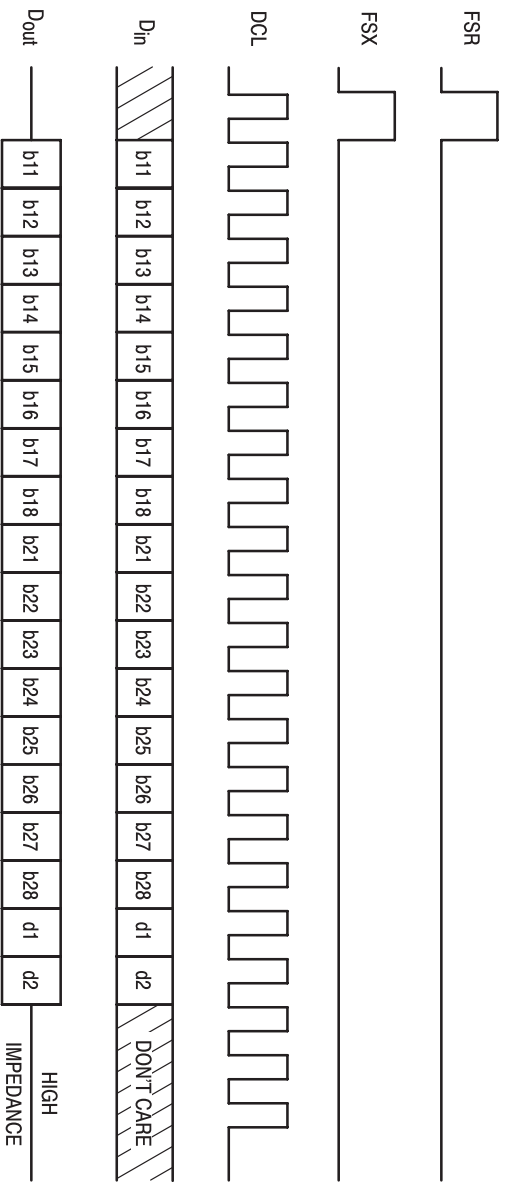 FSR
FSX
DCL
Din
b11 b12 b13 b14 b15 b16 b17 b18 b21 b22 b23 b24 b25 b26 b27 b28 d1 d2 DON'T CARE
Dout
b11 b12 b13 b14 b15 b16 b17 b18 b21 b22 b23 b24 b25 b26 b27 b28 d1 d2
HIGH
IMPEDANCE